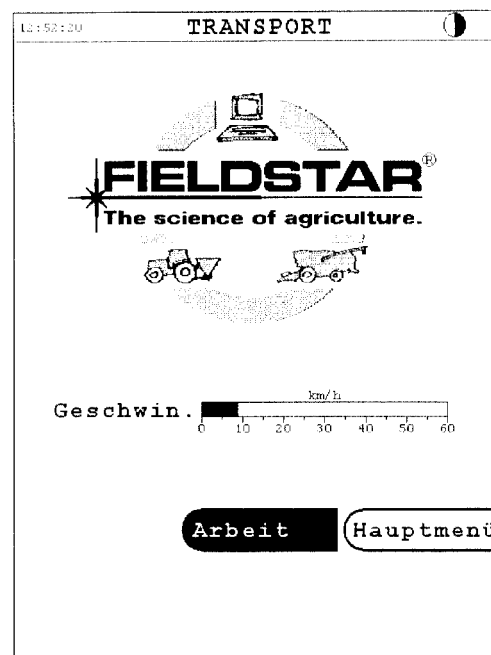 12:52:20 TRANSPORT
FIELDSTAR®
The science of agriculture.
km/h
Geschwin.
0 10 20 30 40 50 60
Arbeit Hauptmenü